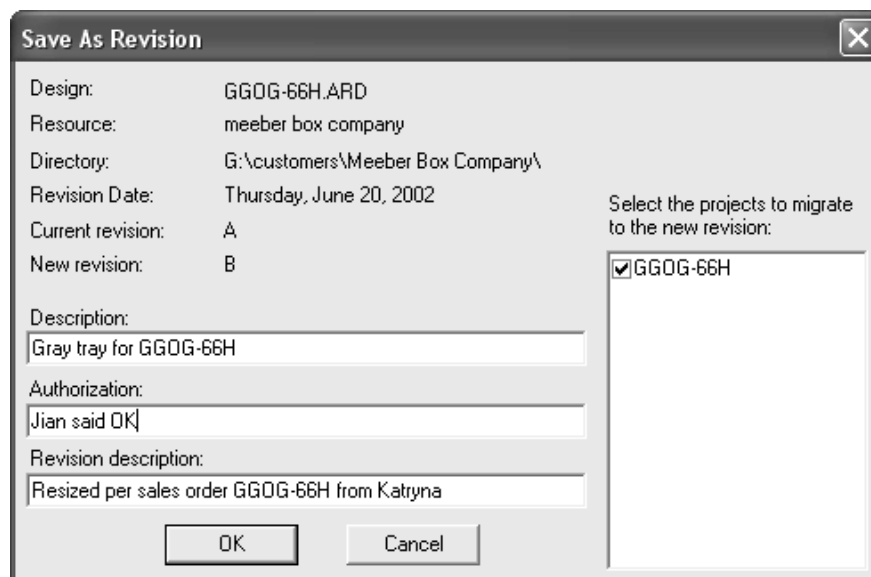 Save As Revision
Design: GGOG-66H.ARD
Resource: meeber box company
Directory: G:\customers\Meeber Box Company\
Revision Date: Thursday, June 20, 2002
Current revision: A
New revision: B
Description:
Gray tray for GGOG-66H
Authorization:
Jian said OK
Revision description:
Resized per sales order GGOG-66H from Katryna
OK Cancel
Select the projects to migrate
to the new revision:
GGOG-66H